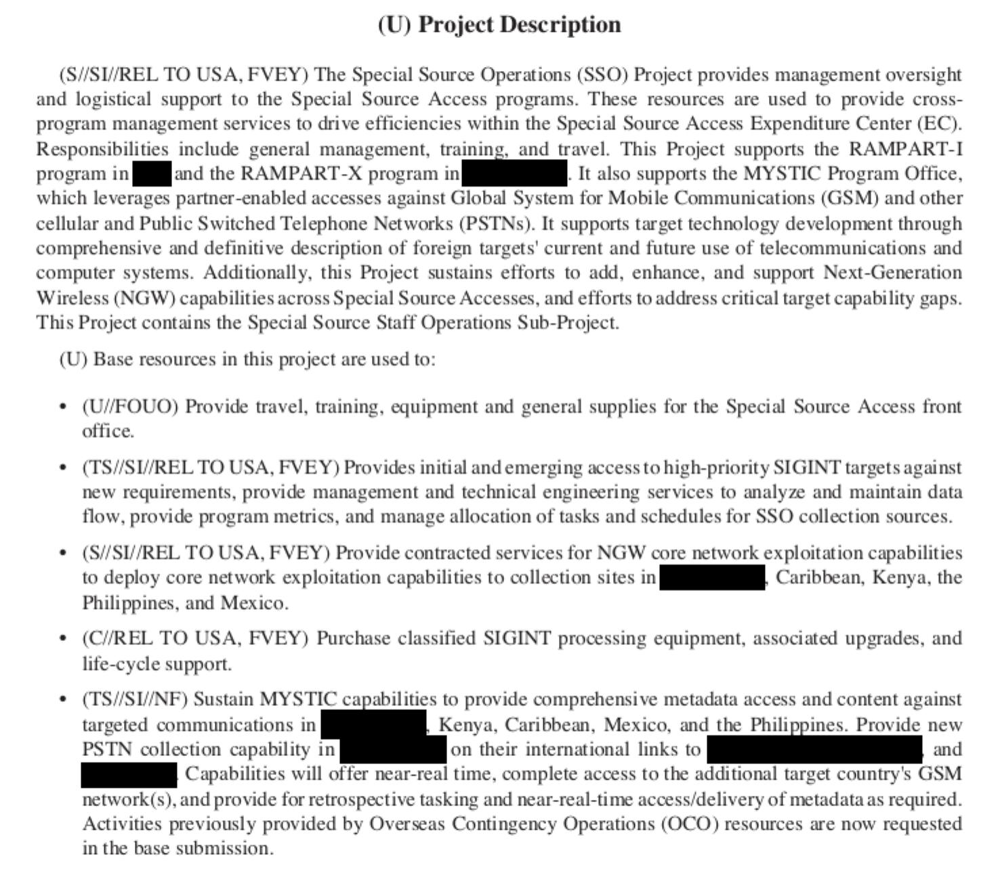 (U) Project Description
(S//SI//REL TO USA, FVEY) The Special Source Operations (SSO) Project provides management oversight
and logistical support to the Special Source Access programs. These resources are used to provide cross-
program management services to drive efficiencies within the Special Source Access Expenditure Center (EC).
Responsibilities include general management, training, and travel. This Project supports the RAMPART-I
program in and the RAMPART-X program in . It also supports the MYSTIC Program Office,
which leverages partner-enabled accesses against Global System for Mobile Communications (GSM) and other
cellular and Public Switched Telephone Networks (PSTNs). It supports target technology development through
comprehensive and definitive description of foreign targets' current and future use of telecommunications and
computer systems. Additionally, this Project sustains efforts to add, enhance, and support Next-Generation
Wireless (NGW) capabilities across Special Source Accesses, and efforts to address critical target capability gaps.
This Project contains the Special Source Staff Operations Sub-Project.
(U) Base resources in this project are used to:
• (U//FOUO) Provide travel, training, equipment and general supplies for the Special Source Access front
office.
• (TS//SI//REL TO USA, FVEY) Provides initial and emerging access to high-priority SIGINT targets against
new requirements, provide management and technical engineering services to analyze and maintain data
flow, provide program metrics, and manage allocation of tasks and schedules for SSO collection sources.
• (S//SI//REL TO USA, FVEY) Provide contracted services for NGW core network exploitation capabilities
to deploy core network exploitation capabilities to collection sites in , Caribbean, Kenya, the
Philippines, and Mexico.
• (C//REL TO USA, FVEY) Purchase classified SIGINT processing equipment, associated upgrades, and
life-cycle support.
• (TS//SI//NF) Sustain MYSTIC capabilities to provide comprehensive metadata access and content against
targeted communications in , Kenya, Caribbean, Mexico, and the Philippines. Provide new
PSTN collection capability in on their international links to , and
. Capabilities will offer near-real time, complete access to the additional target country's GSM
network(s), and provide for retrospective tasking and near-real-time access/delivery of metadata as required.
Activities previously provided by Overseas Contingency Operations (OCO) resources are now requested
in the base submission.